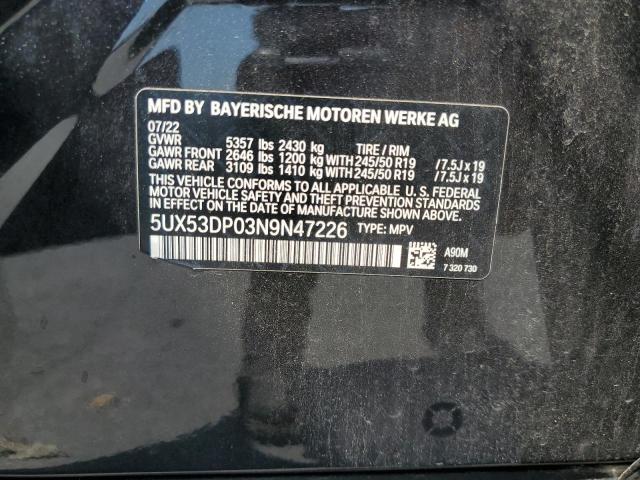 MFD BY BAYERISCHE MOTOREN WERKE AG
07/22
GVWR 5357 lbs 2430 kg TIRE / RIM
GAWR FRONT 2646 lbs 1200 kg WITH 245/50 R19 /7.5J x 19
GAWR REAR 3109 lbs 1410 kg WITH 245/50 R19 /7.5J x 19
THIS VEHICLE CONFORMS TO ALL APPLICABLE U. S. FEDERAL
MOTOR VEHICLE SAFETY AND THEFT PREVENTION STANDARDS
IN EFFECT ON THE DATE OF MANUFACTURE SHOWN ABOVE.
5UX53DP03N9N47226 TYPE: MPV
A90M
7 320 730